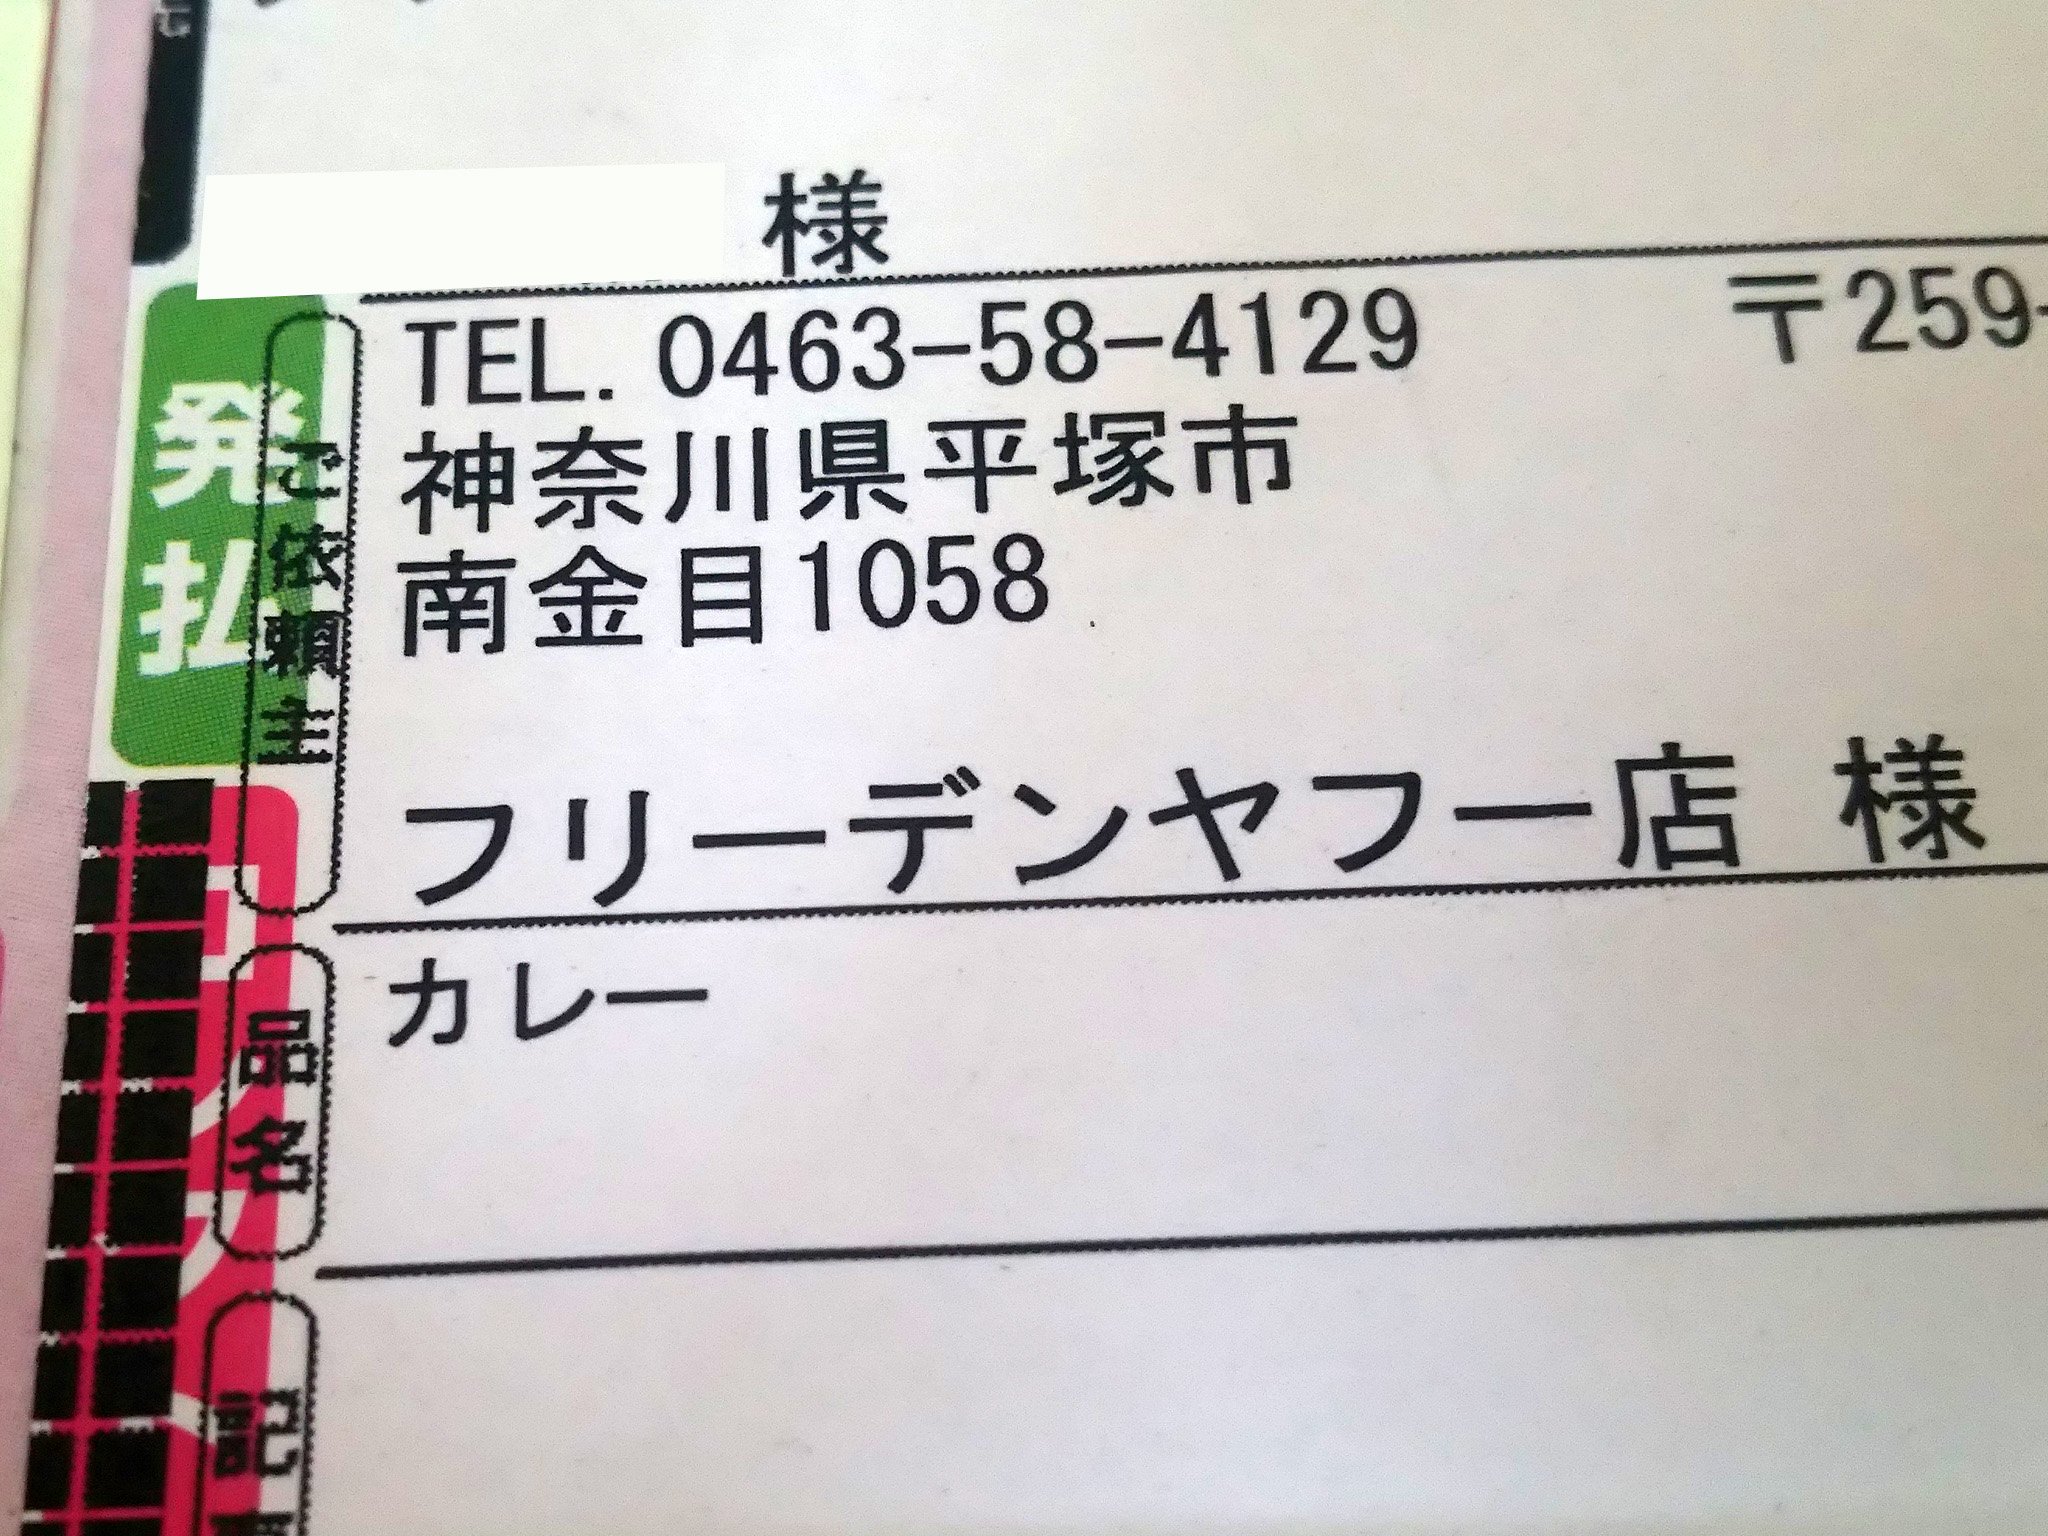 様
発払
ご依頼主
TEL. 0463-58-4129 〒259-
神奈川県平塚市
南金目1058
フリーデンヤフー店 様
品名
カレー
記